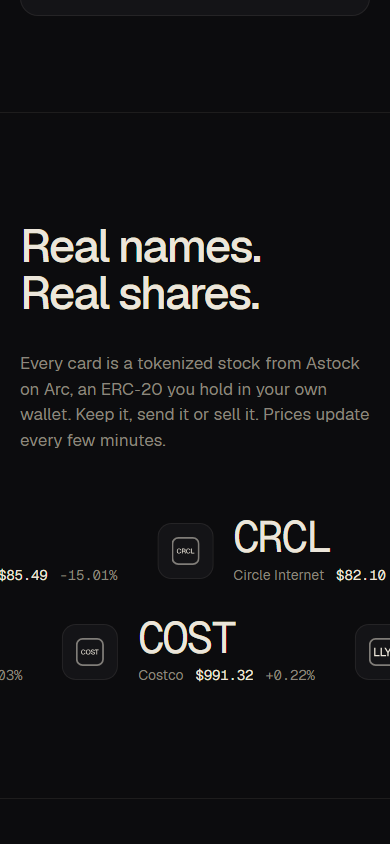 Real names.
Real shares.
Every card is a tokenized stock from Astock
on Arc, an ERC-20 you hold in your own
wallet. Keep it, send it or sell it. Prices update
every few minutes.
CRCL
CRCL
$85.49 -15.01%
Circle Internet $82.10
COST
COST
LLY
03%
Costco $991.32 +0.22%